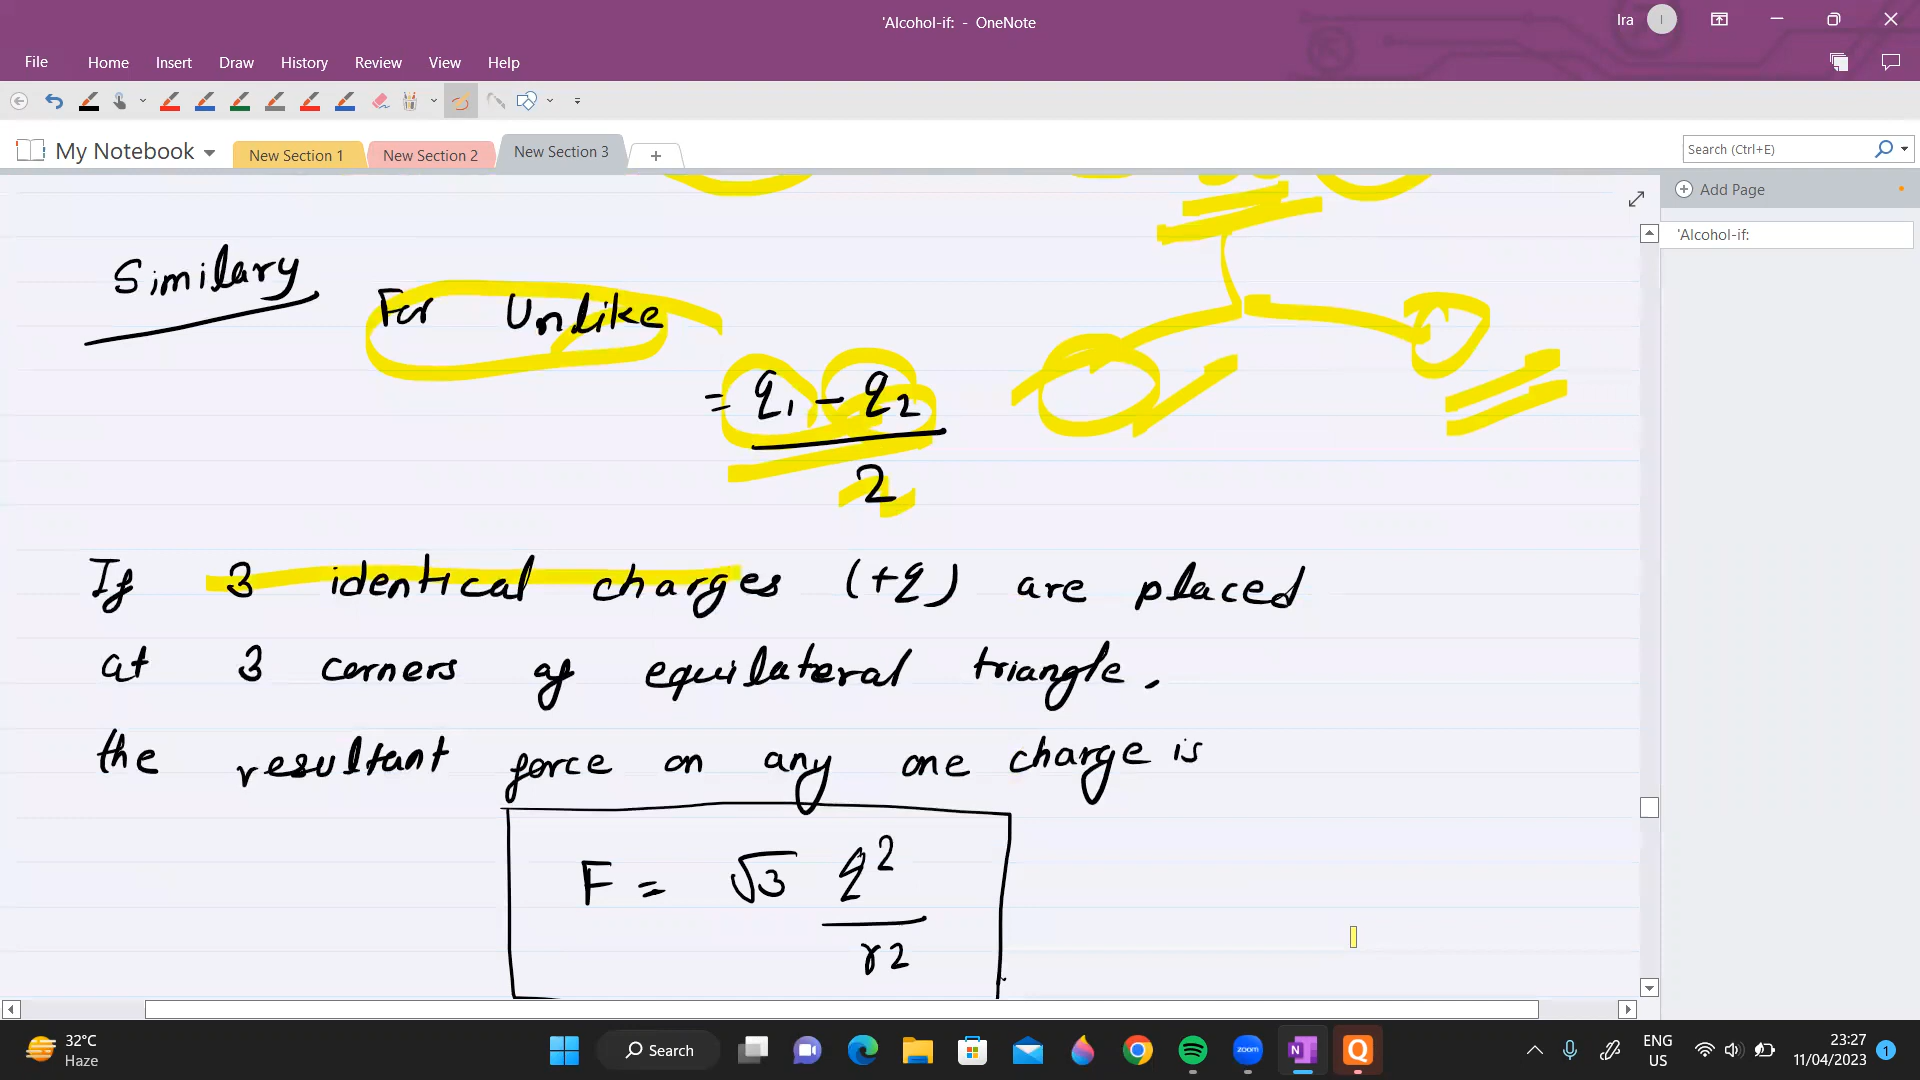 'Alcohol-if: - OneNote
Ira I
File Home Insert Draw History Review View Help
My Notebook New Section 1 New Section 2 New Section 3 +
Search (Ctrl+E)
Add Page
'Alcohol-if:
Similary
For Unlike
= q1 - q2
2
If 3 identical charges (+q) are placed
at 3 corners of equilateral triangle.
the resultant force on any one charge is
F = √3 q2
r2
32°C
Haze
Search
zoom
N
Q
ENG
US
23:27
11/04/2023
1